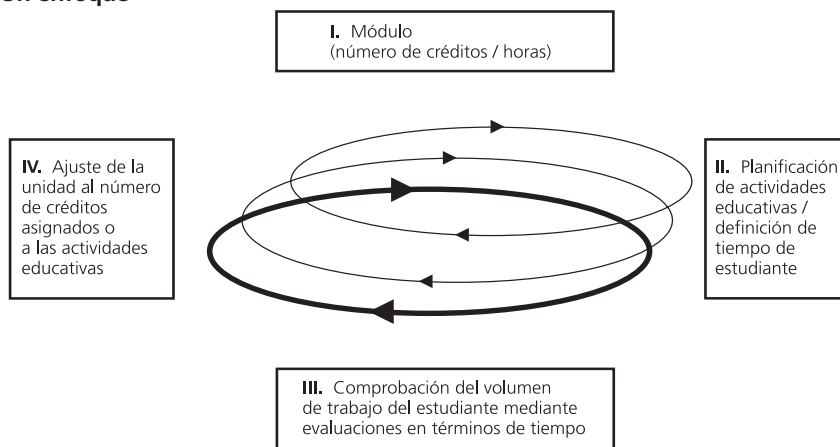 Un enfoque
I. Módulo
(número de créditos / horas)
IV. Ajuste de la
unidad al número
de créditos
asignados o
a las actividades
educativas
II. Planificación
de actividades
educativas /
definición de
tiempo de
estudiante
III. Comprobación del volumen
de trabajo del estudiante mediante
evaluaciones en términos de tiempo